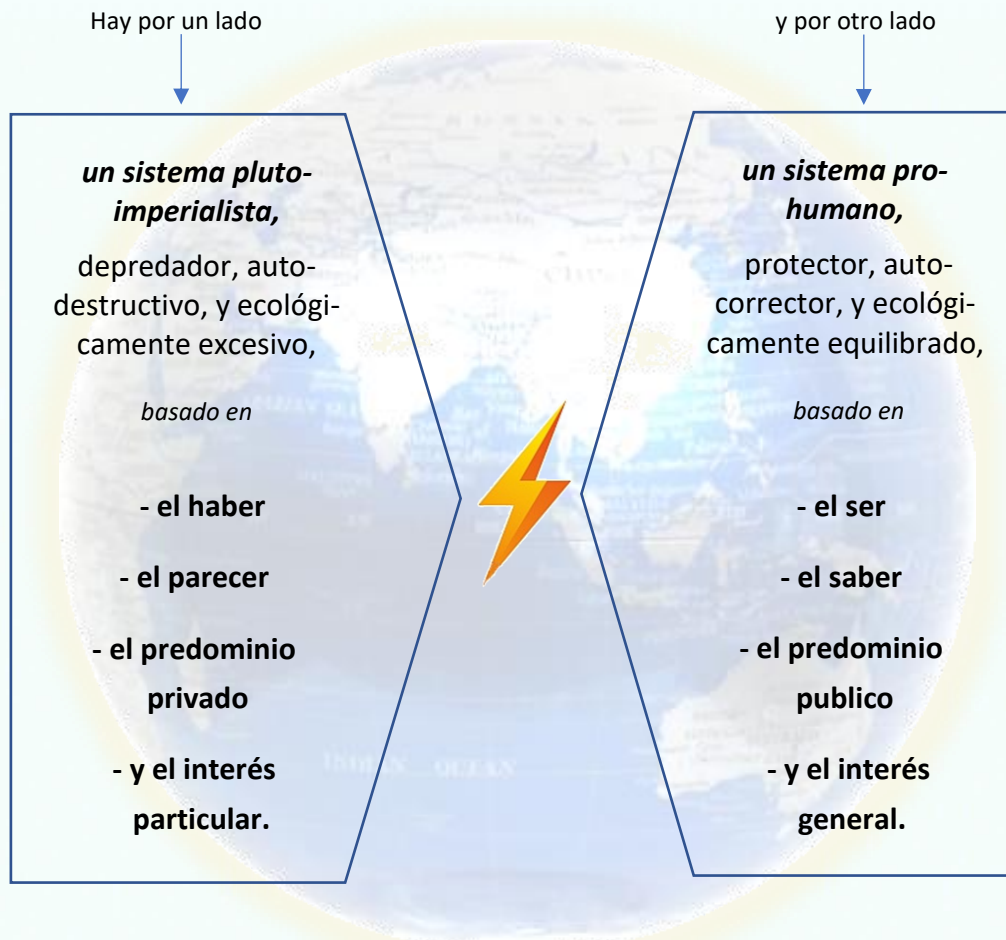 Hay por un lado
un sistema pluto-
imperialista,
depredador, auto-
destructivo, y ecológi-
camente excesivo,
basado en
- el haber
- el parecer
- el predominio
privado
- y el interés
particular.
y por otro lado
un sistema pro-
humano,
protector, auto-
corrector, y ecológi-
camente equilibrado,
basado en
- el ser
- el saber
- el predominio
publico
- y el interés
general.
INDIAN OCEAN